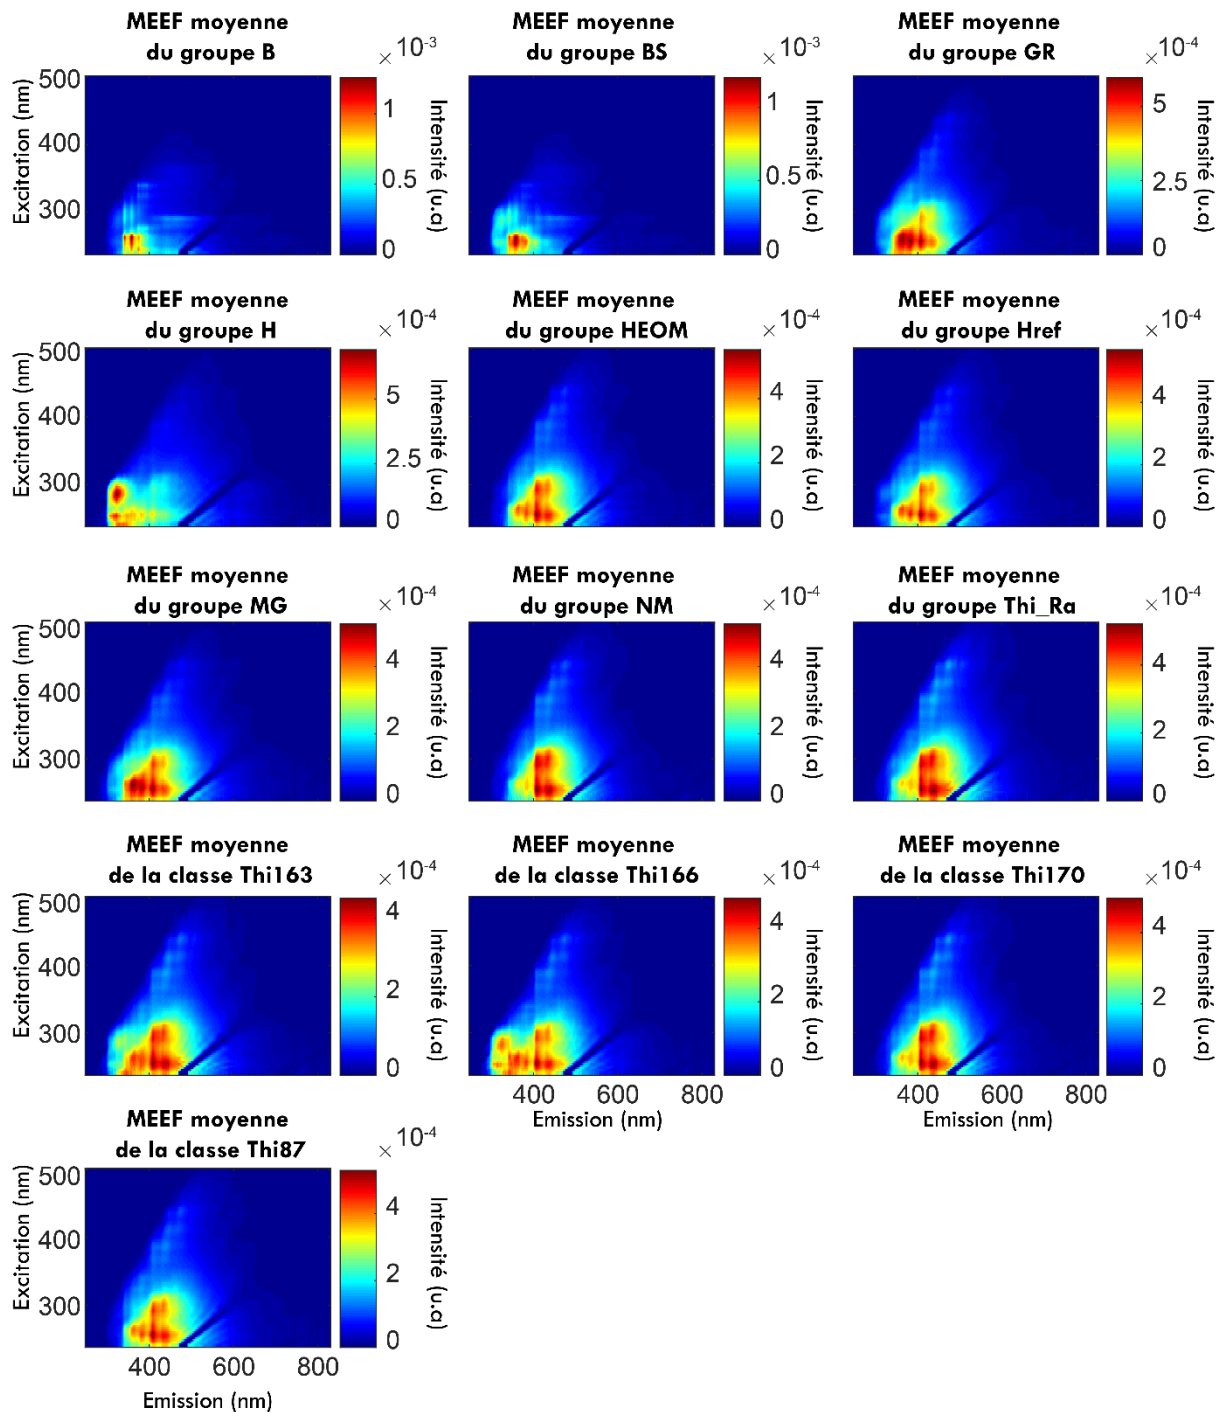 MEEF moyenne
du groupe B
×10-3
MEEF moyenne
du groupe BS
×10-3
MEEF moyenne
du groupe GR
×10-4
Excitation (nm)
500
400
300
1
0.5
0
Intensité (u.a)
1
0.5
0
Intensité (u.a)
5
2.5
0
Intensité (u.a)
MEEF moyenne
du groupe H
×10-4
MEEF moyenne
du groupe HEOM
×10-4
MEEF moyenne
du groupe Href
×10-4
Excitation (nm)
500
400
300
5
2.5
0
Intensité (u.a)
4
2
0
Intensité (u.a)
4
2
0
Intensité (u.a)
MEEF moyenne
du groupe MG
×10-4
MEEF moyenne
du groupe NM
×10-4
MEEF moyenne
du groupe Thi_Ra
×10-4
Excitation (nm)
500
400
300
4
2
0
Intensité (u.a)
4
2
0
Intensité (u.a)
4
2
0
Intensité (u.a)
MEEF moyenne
de la classe Thi163
×10-4
MEEF moyenne
de la classe Thi166
×10-4
MEEF moyenne
de la classe Thi170
×10-4
Excitation (nm)
500
400
300
4
2
0
Intensité (u.a)
4
2
0
Intensité (u.a)
4
2
0
Intensité (u.a)
400 600 800
Emission (nm)
400 600 800
Emission (nm)
MEEF moyenne
de la classe Thi87
×10-4
Excitation (nm)
500
400
300
4
2
0
Intensité (u.a)
400 600 800
Emission (nm)